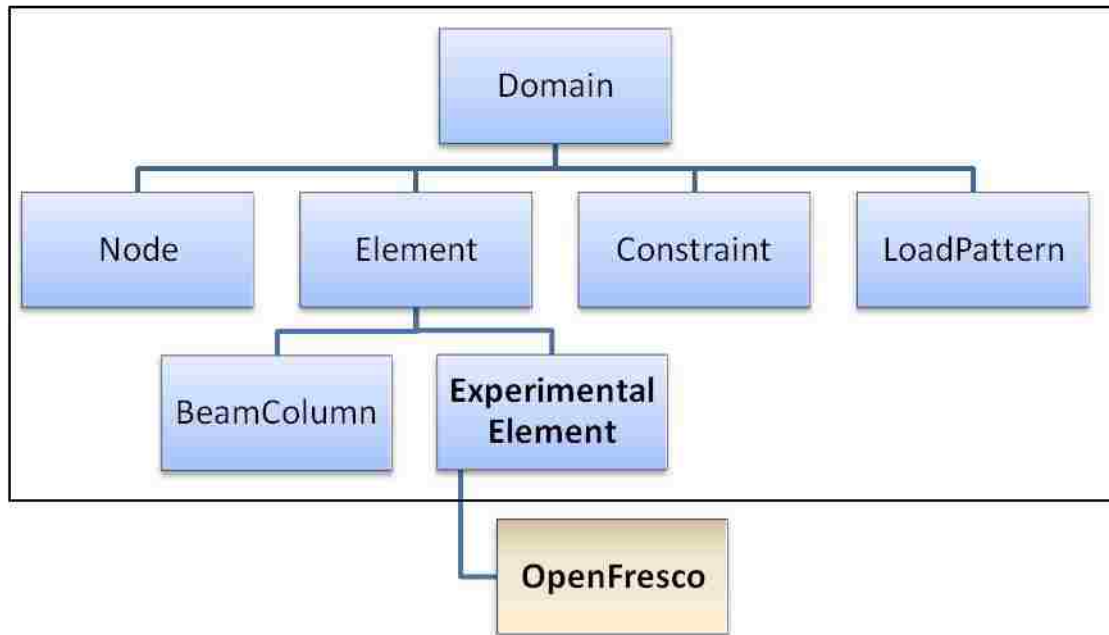 Domain
Node
Element
Constraint
LoadPattern
BeamColumn
Experimental
Element
OpenFresco